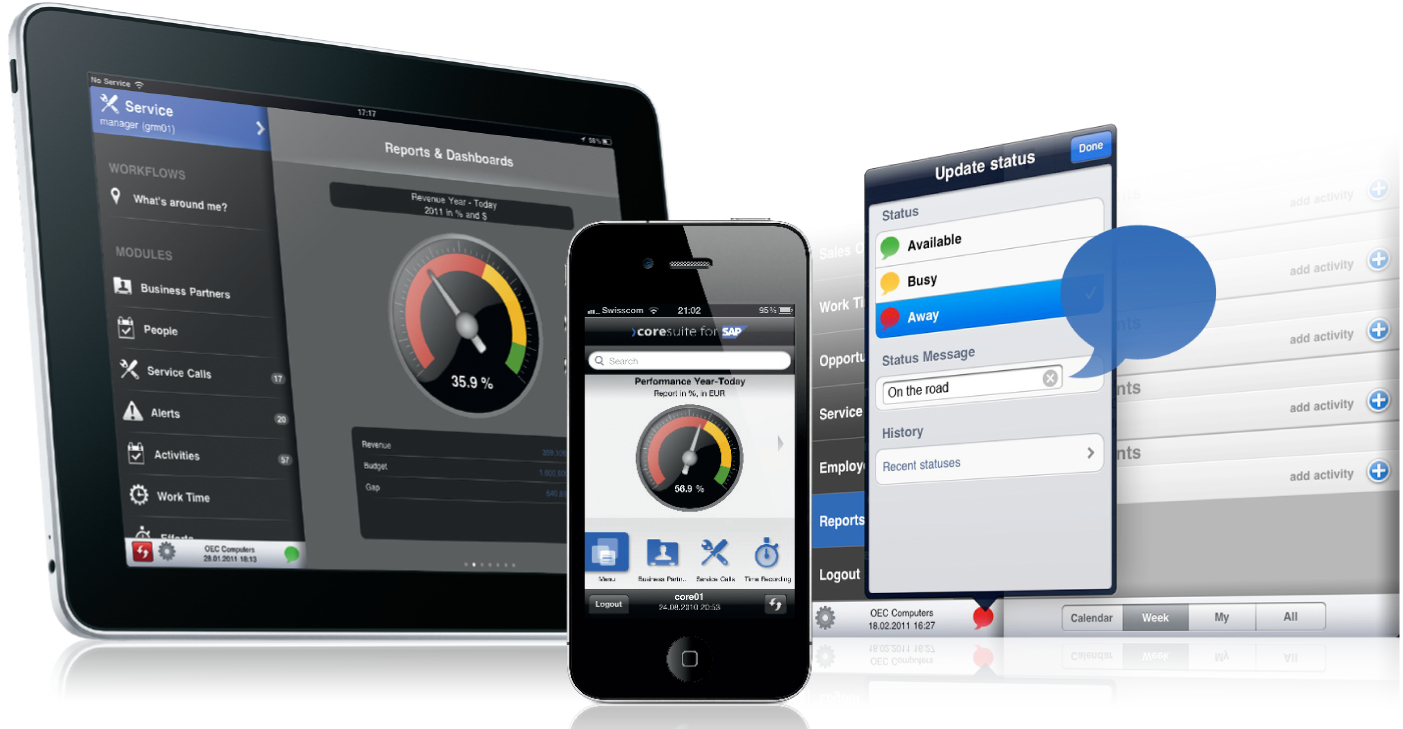 No Service
17:17
Service
manager (grm01)
WORKFLOWS
What's around me?
MODULES
Business Partners
People
Service Calls
17
Alerts
20
Activities
57
Work Time
Efforts
OEC Computers
28.01.2011 18:13
Reports & Dashboards
Revenue Year - Today
2011 in % and $
35.9 %
Revenue
Budget
Gap
Swisscom
21:02
95 %
coresuite for SAP
Search
Performance Year-Today
Report in %, in EUR
56.9 %
Menu
Business Partn..
Service Calls
Time Recording
Logout
core01
24.08.2010 20:53
Sales
Work Ti
Opportu
Service
Employe
Reports
Logout
OEC Computers
18.02.2011 16:27
Update status
Done
Status
Available
Busy
Away
Status Message
On the road
History
Recent statuses
add activity
add activity
add activity
nts
add activity
nts
add activity
Calendar
Week
My
All